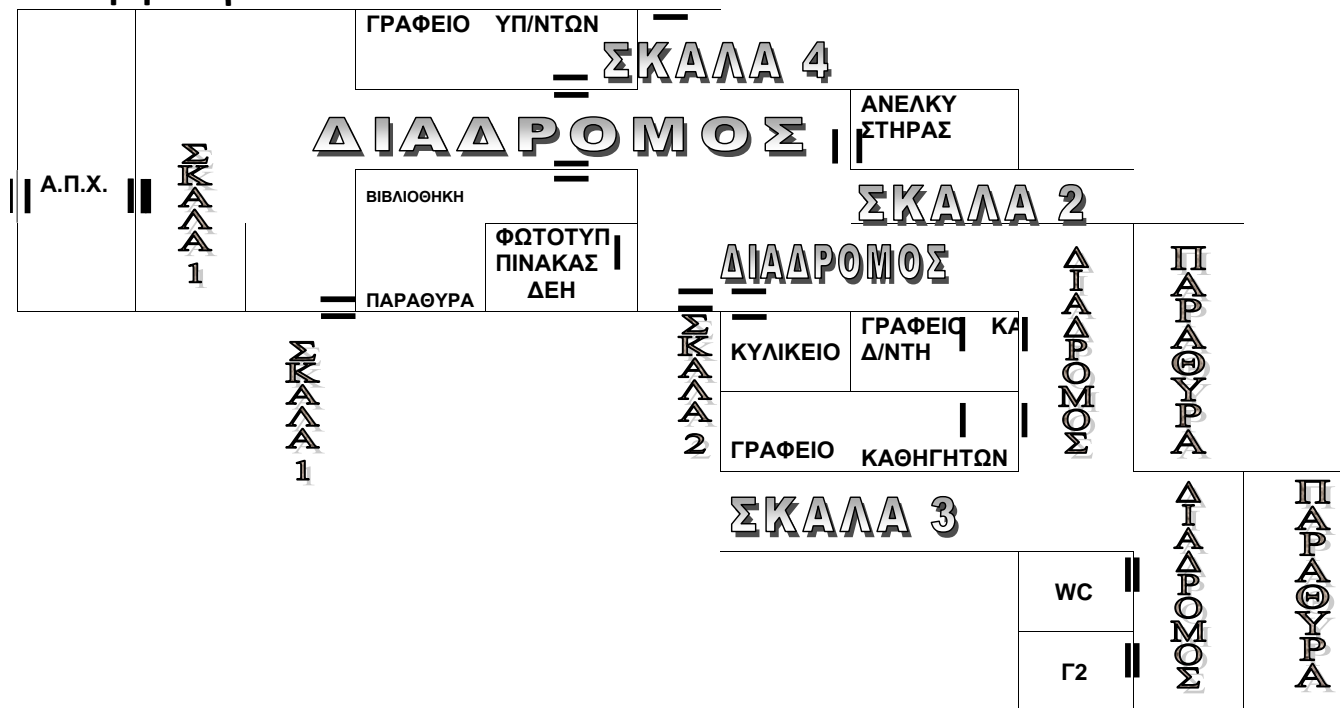 ΓΡΑΦΕΙΟ ΥΠ/ΝΤΩΝ
ΣΚΑΛΑ 4
ΑΝΕΛΚΥ
ΣΤΗΡΑΣ
ΔΙΑΔΡΟΜΟΣ
Α.Π.Χ.
ΣΚΑΛΑ 1
ΒΙΒΛΙΟΘΗΚΗ
ΣΚΑΛΑ 2
ΦΩΤΟΤΥΠ
ΠΙΝΑΚΑΣ
ΔΕΗ
ΔΙΑΔΡΟΜΟΣ
ΔΙΑΔΡΟΜΟΣ
ΠΑΡΑΘΥΡΑ
ΠΑΡΑΘΥΡΑ
ΣΚΑΛΑ 1
ΣΚΑΛΑ 2
ΚΥΛΙΚΕΙΟ
ΓΡΑΦΕΙΟ ΚΑ
Δ/ΝΤΗ
ΓΡΑΦΕΙΟ ΚΑΘΗΓΗΤΩΝ
ΣΚΑΛΑ 3
ΔΙΑΔΡΟΜΟΣ
ΠΑΡΑΘΥΡΑ
WC
Γ2